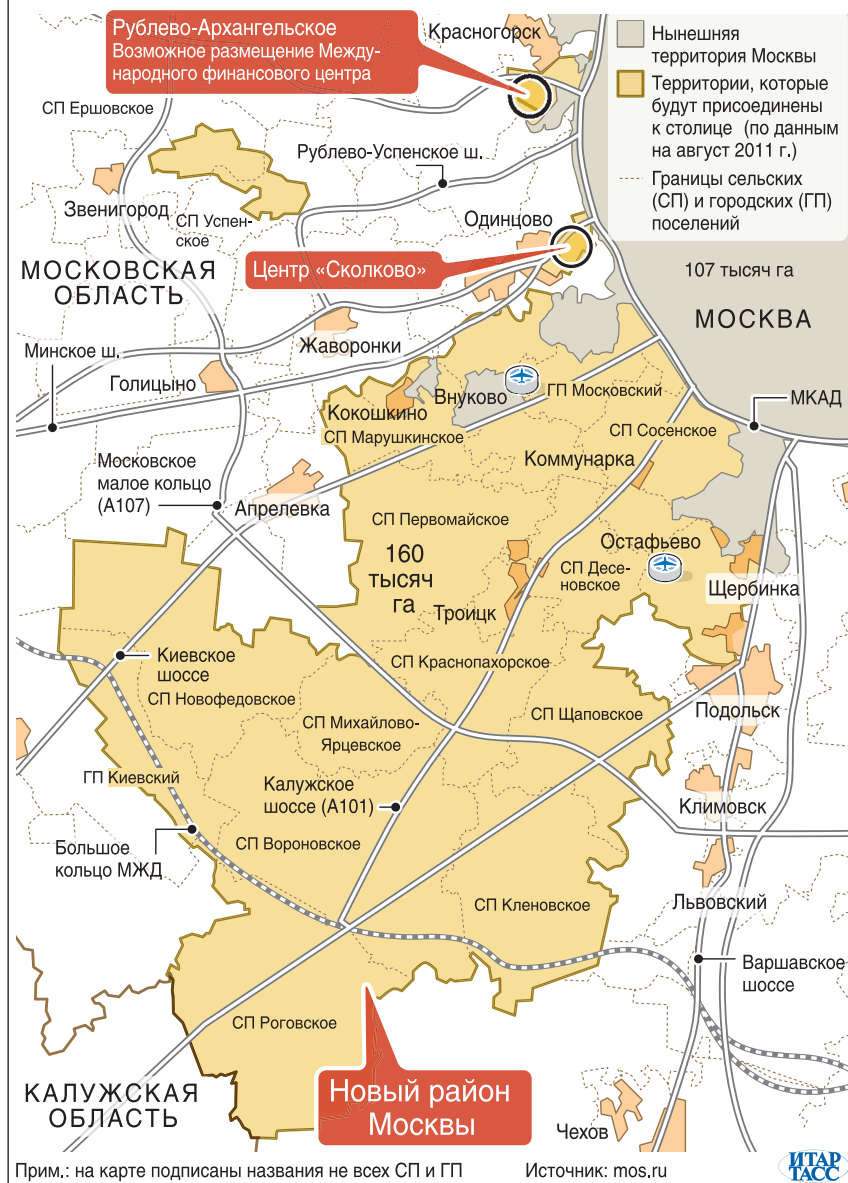 Рублево-Архангельское
Возможное размещение Между-
народного финансового центра
Красногорск
Нынешняя
территория Москвы
Территории, которые
будут присоединены
к столице (по данным
на август 2011 г.)
Границы сельских
(СП) и городских (ГП)
поселений
СП Ершовское
Рублево-Успенское ш.
Звенигород
СП Успен-
ское
Одинцово
МОСКОВСКАЯ
ОБЛАСТЬ
Центр «Сколково»
107 тысяч га
МОСКВА
Минское ш.
Жаворонки
Голицыно
Внуково
ГП Московский
МКАД
Кокошкино
СП Марушкинское
СП Сосенское
Коммунарка
Московское
малое кольцо
(А107)
Апрелевка
СП Первомайское
160
тысяч
га
Остафьево
СП Десе-
новское
Щербинка
Троицк
Киевское
шоссе
СП Краснопахорское
СП Новофедовское
СП Михайлово-
Ярцевское
СП Щаповское
Подольск
ГП Киевский
Калужское
шоссе (А101)
Климовск
Большое
кольцо МЖД
СП Вороновское
СП Кленовское
Львовский
Варшавское
шоссе
СП Роговское
КАЛУЖСКАЯ
ОБЛАСТЬ
Новый район
Москвы
Чехов
Прим.: на карте подписаны названия не всех СП и ГП
Источник: mos.ru
ИТАР
ТАСС